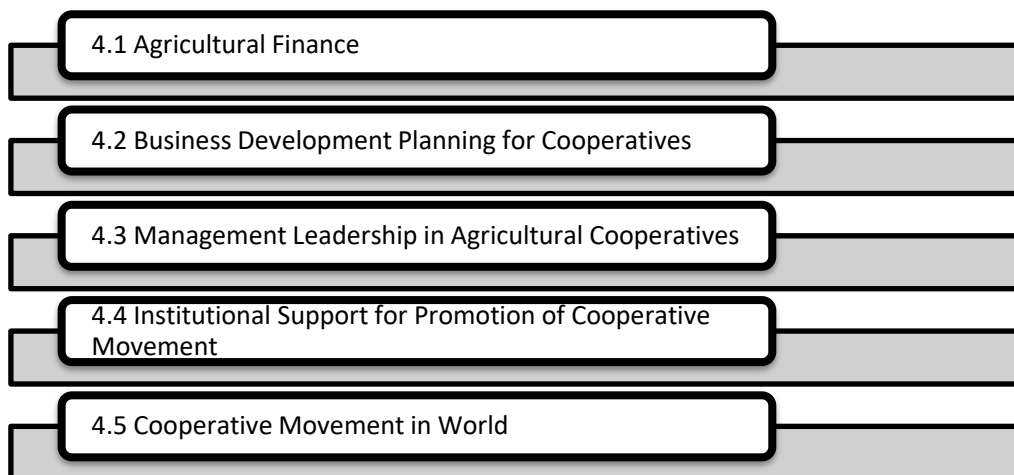 4.1 Agricultural Finance
4.2 Business Development Planning for Cooperatives
4.3 Management Leadership in Agricultural Cooperatives
4.4 Institutional Support for Promotion of Cooperative
Movement
4.5 Cooperative Movement in World